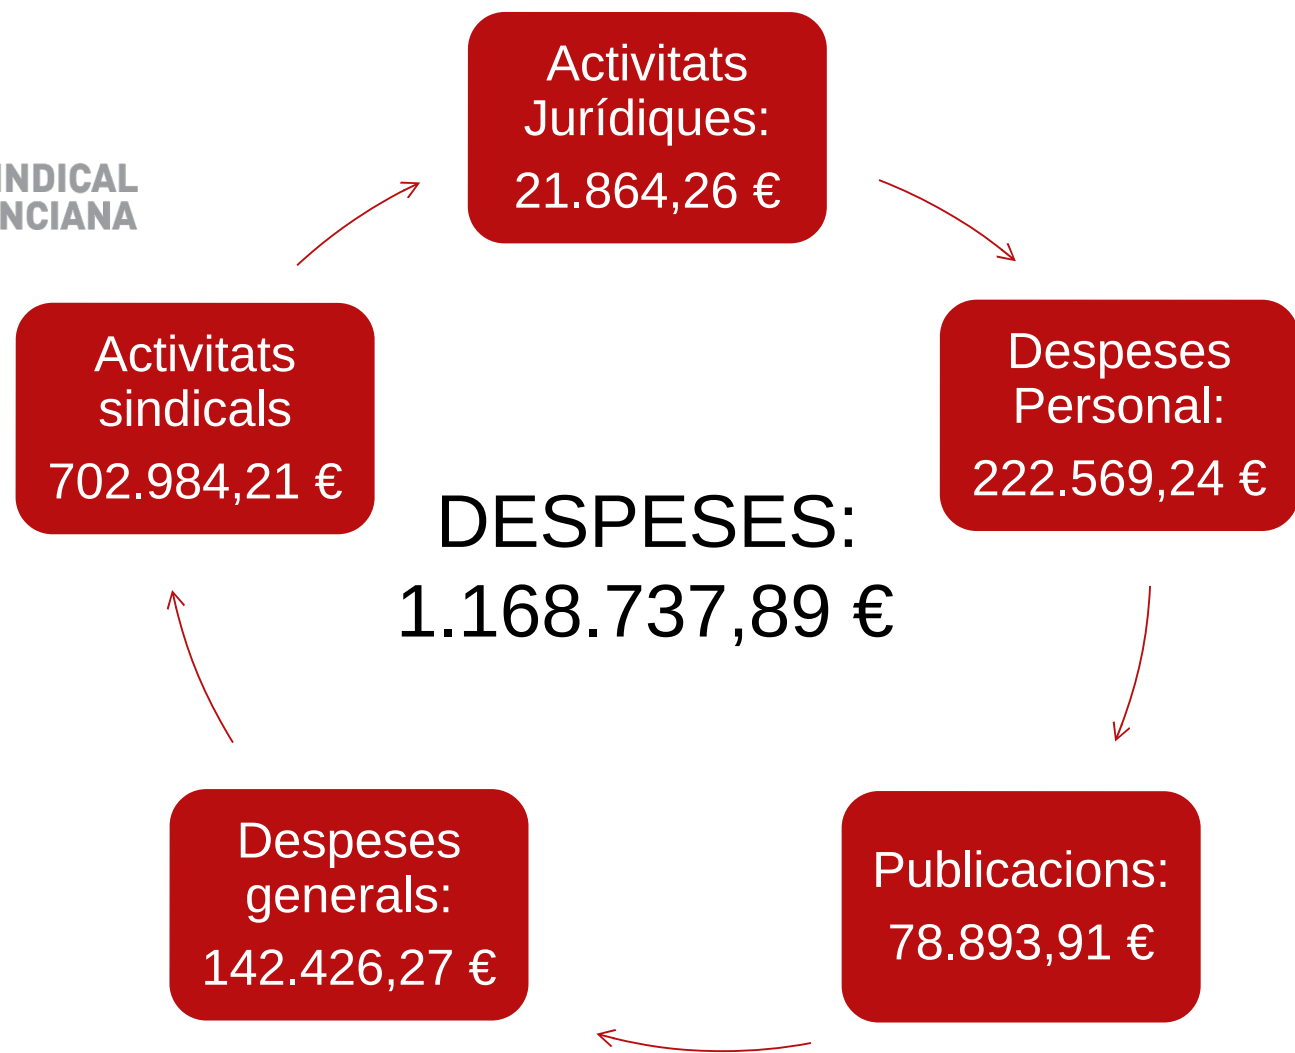 Activitats
Jurídiques:
21.864,26 €
INDICAL
NCIANA
Activitats
sindicals
702.984,21 €
Despeses
Personal:
222.569,24 €
DESPESES:
1.168.737,89 €
Despeses
generals:
142.426,27 €
Publicacions:
78.893,91 €